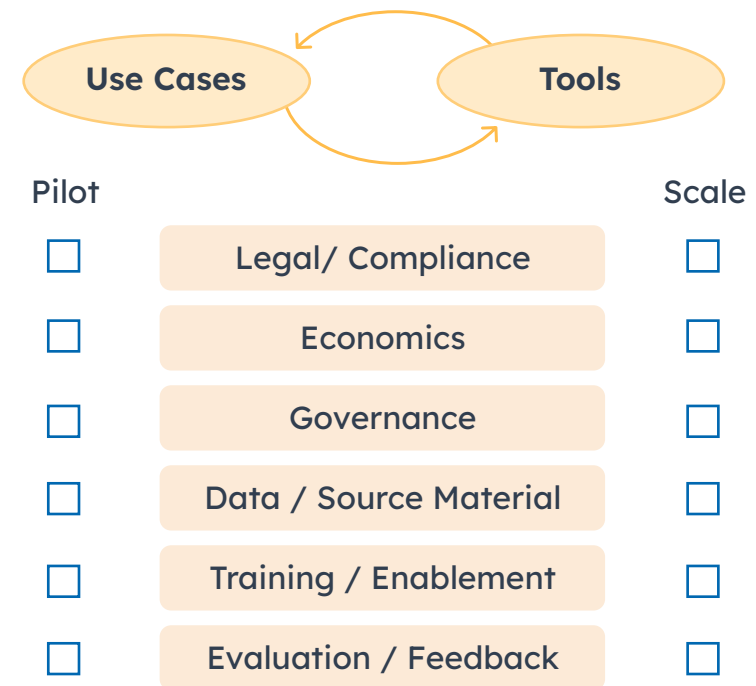 Use Cases
Tools
Pilot
Scale
Legal/ Compliance
Economics
Governance
Data / Source Material
Training / Enablement
Evaluation / Feedback